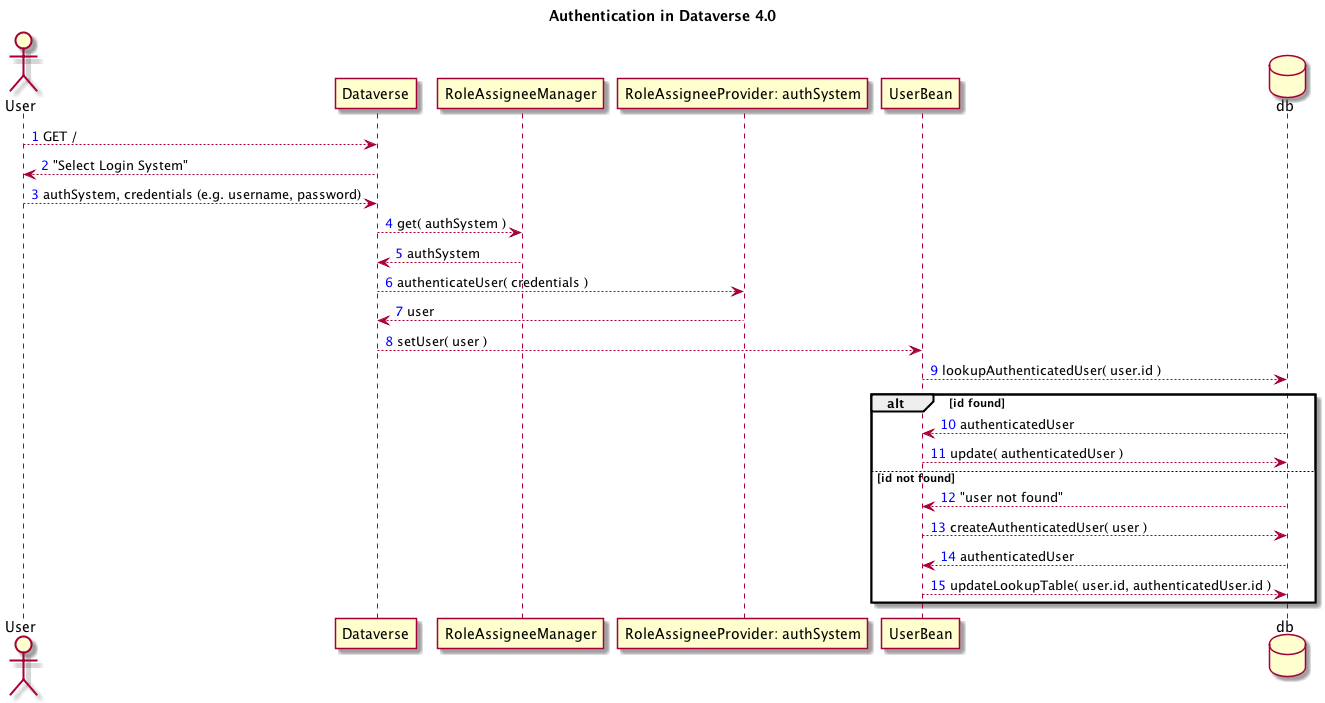 Authentication in Dataverse 4.0
User
Dataverse
RoleAssigneeManager
RoleAssigneeProvider: authSystem
UserBean
db
1 GET /
2 "Select Login System"
3 authSystem, credentials (e.g. username, password)
4 get( authSystem )
5 authSystem
6 authenticateUser( credentials )
7 user
8 setUser( user )
9 lookupAuthenticatedUser( user.id )
alt [id found]
10 authenticatedUser
11 update( authenticatedUser )
[id not found]
12 "user not found"
13 createAuthenticatedUser( user )
14 authenticatedUser
15 updateLookupTable( user.id, authenticatedUser.id )
User
Dataverse
RoleAssigneeManager
RoleAssigneeProvider: authSystem
UserBean
db